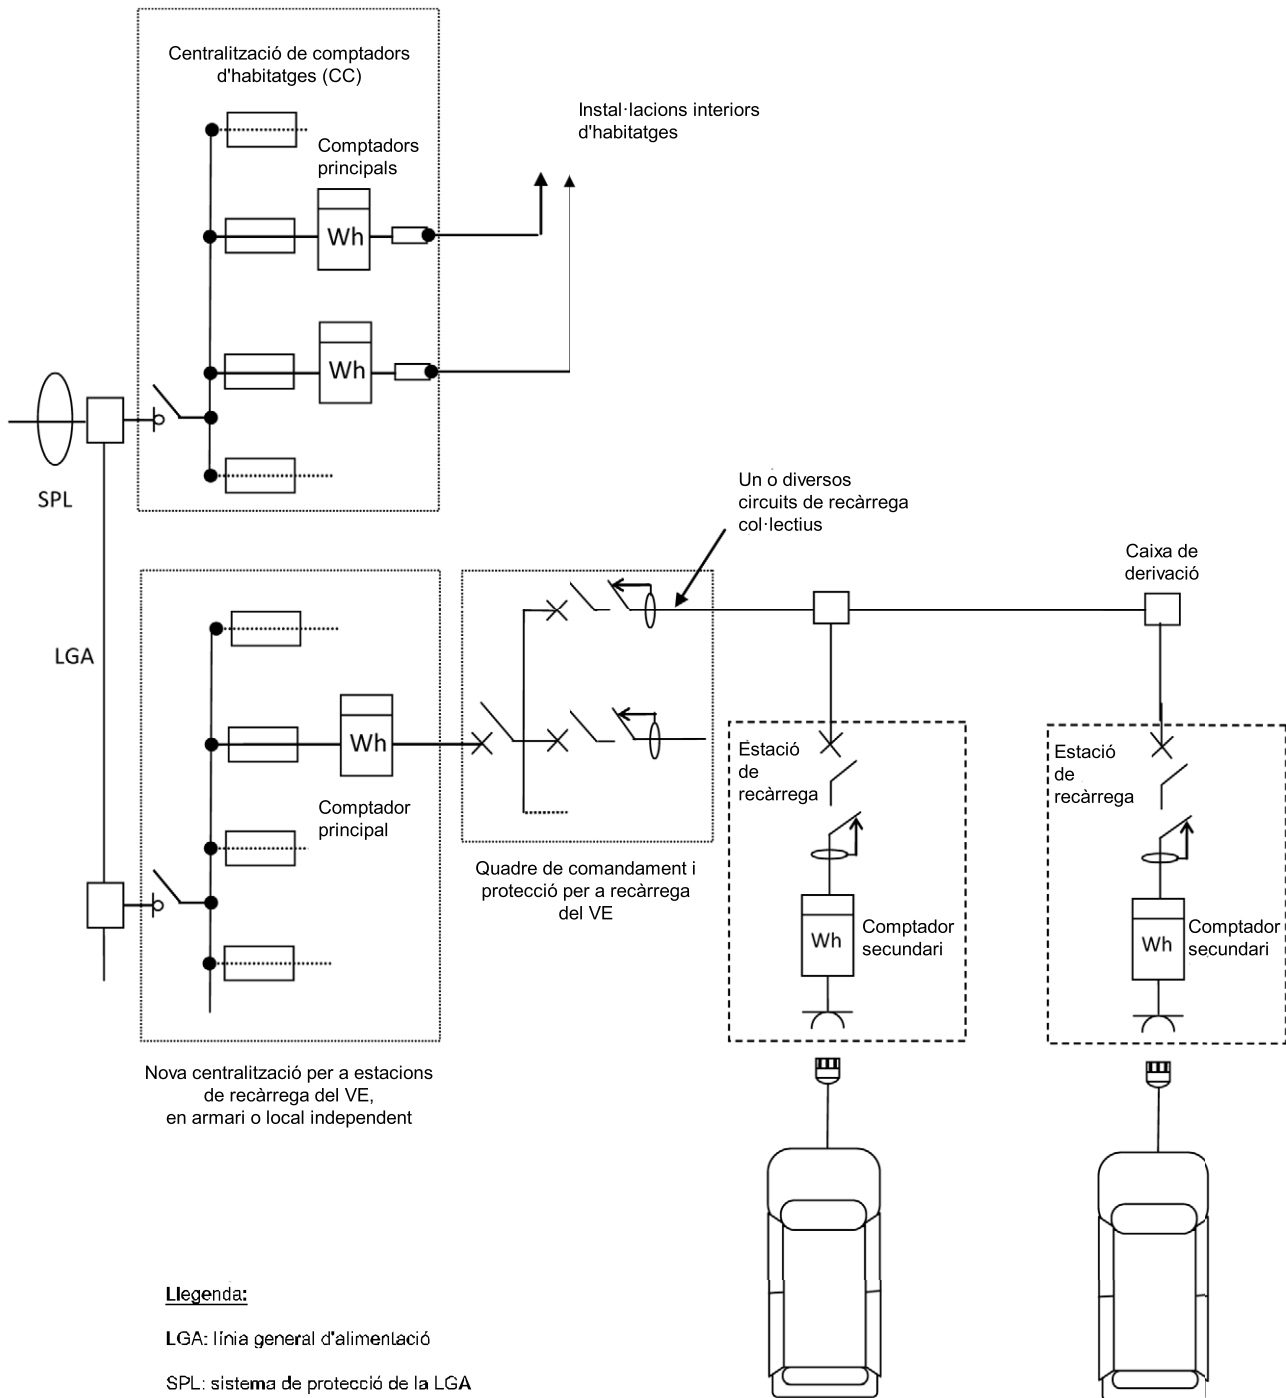 Centralització de comptadors
d'habitatges (CC)
Instal·lacions interiors
d'habitatges
Comptadors
principals
Wh
Wh
SPL
Un o diversos
circuits de recàrrega
col·lectius
Caixa de
derivació
LGA
Wh
Comptador
principal
Estació
de
recàrrega
Estació
de
recàrrega
Quadre de comandament i
protecció per a recàrrega
del VE
Wh
Comptador
secundari
Wh
Comptador
secundari
Nova centralització per a estacions
de recàrrega del VE,
en armari o local independent
Llegenda:
LGA: línia general d'alimentació
SPL: sistema de protecció de la LGA